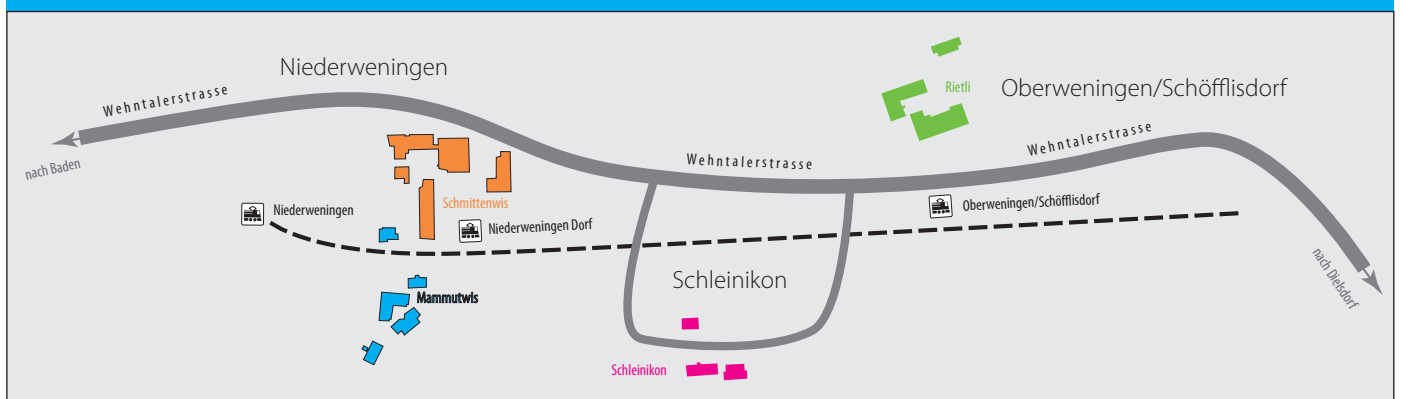 Niederweningen
Wehntalerstrasse
nach Baden
Rietli
Oberweningen/Schöfflisdorf
Wehntalerstrasse
Wehntalerstrasse
Schmittenwis
Niederweningen
Niederweningen Dorf
Oberweningen/Schöfflisdorf
nach Dielsdorf
Schleinikon
Mammutwis
Schleinikon